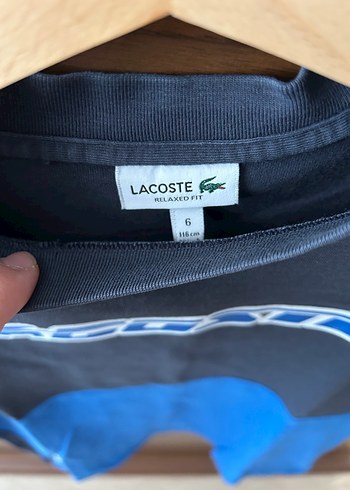 LACOSTE
RELAXED FIT
6
116 cm